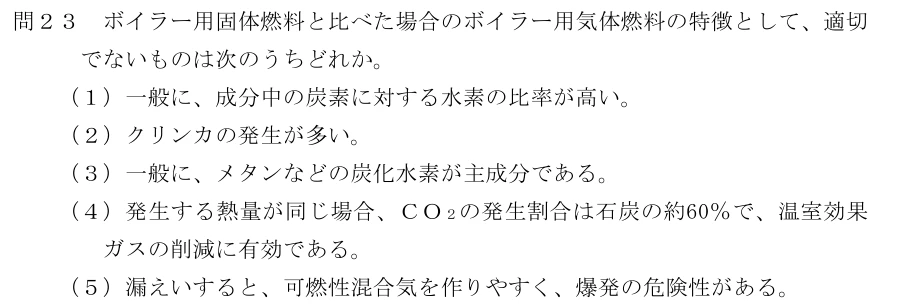 問２３　ボイラー用固体燃料と比べた場合のボイラー用気体燃料の特徴として、適切
でないものは次のうちどれか。
（１）一般に、成分中の炭素に対する水素の比率が高い。
（２）クリンカの発生が多い。
（３）一般に、メタンなどの炭化水素が主成分である。
（４）発生する熱量が同じ場合、ＣＯ₂の発生割合は石炭の約60％で、温室効果
ガスの削減に有効である。
（５）漏えいすると、可燃性混合気を作りやすく、爆発の危険性がある。